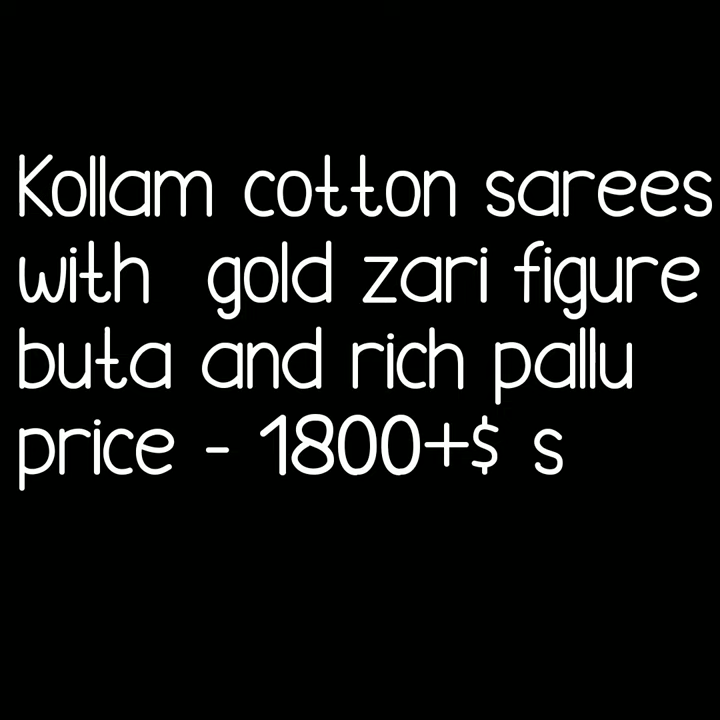 Kollam cotton sarees
with  gold zari figure
buta and rich pallu
price - 1800+$ s